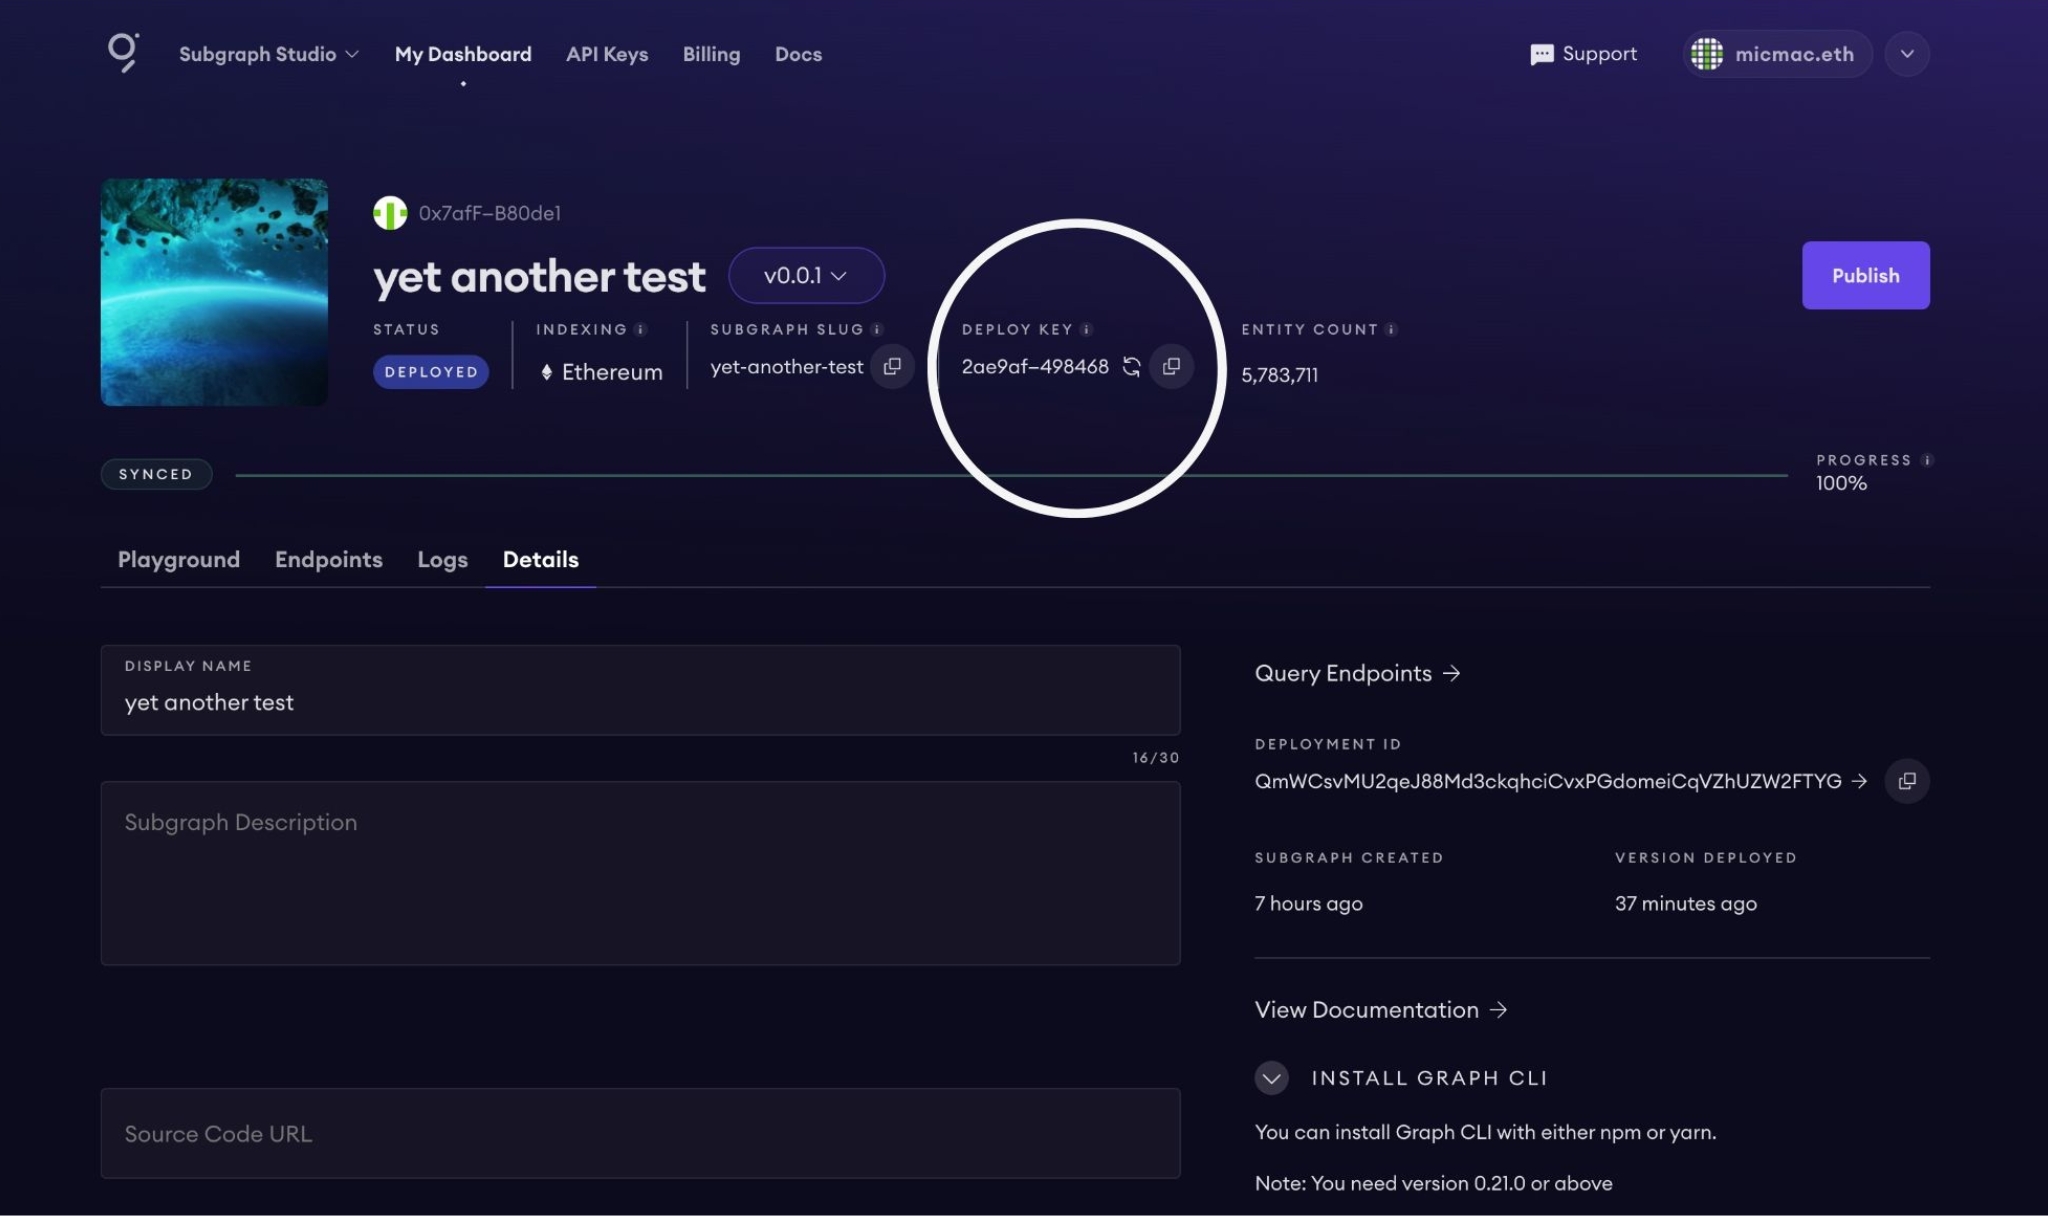 Subgraph Studio My Dashboard API Keys Billing Docs Support micmac.eth
0x7afF–B80de1
yet another test v0.0.1
Publish
STATUS INDEXING SUBGRAPH SLUG DEPLOY KEY ENTITY COUNT
DEPLOYED Ethereum yet-another-test 2ae9af–498468 5,783,711
SYNCED
PROGRESS
100%
Playground Endpoints Logs Details
DISPLAY NAME
yet another test
16/30
Subgraph Description
Source Code URL
Query Endpoints →
DEPLOYMENT ID
QmWCsvMU2qeJ88Md3ckqhciCvxPGdomeiCqVZhUZW2FTYG →
SUBGRAPH CREATED VERSION DEPLOYED
7 hours ago 37 minutes ago
View Documentation →
INSTALL GRAPH CLI
You can install Graph CLI with either npm or yarn.
Note: You need version 0.21.0 or above